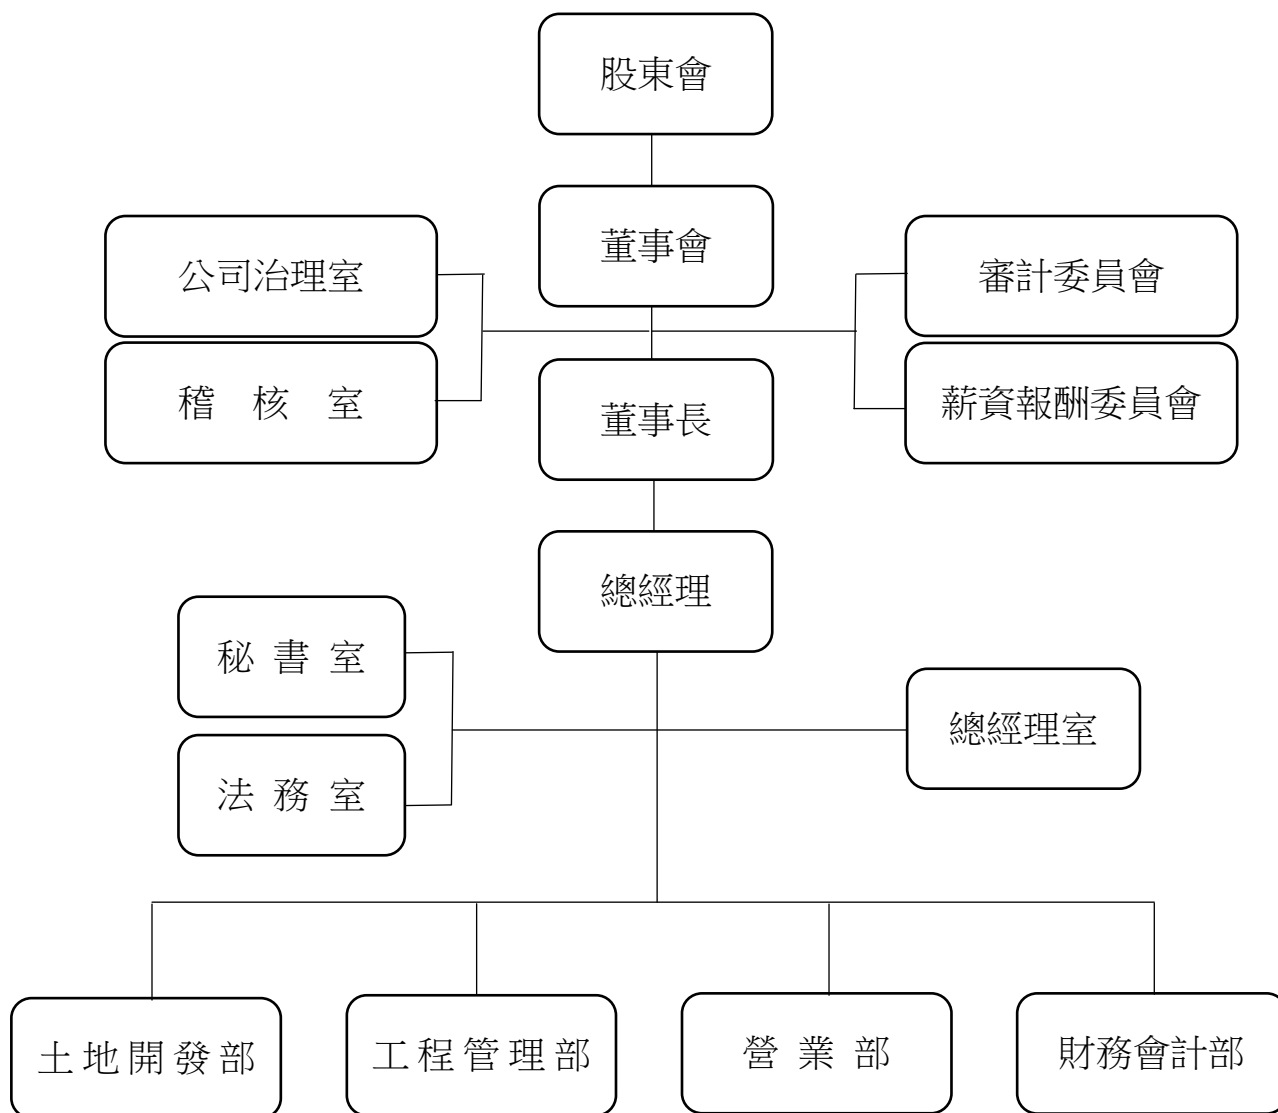 股東會
董事會
公司治理室
審計委員會
稽核室
薪資報酬委員會
董事長
總經理
秘書室
總經理室
法務室
土地開發部
工程管理部
營業部
財務會計部